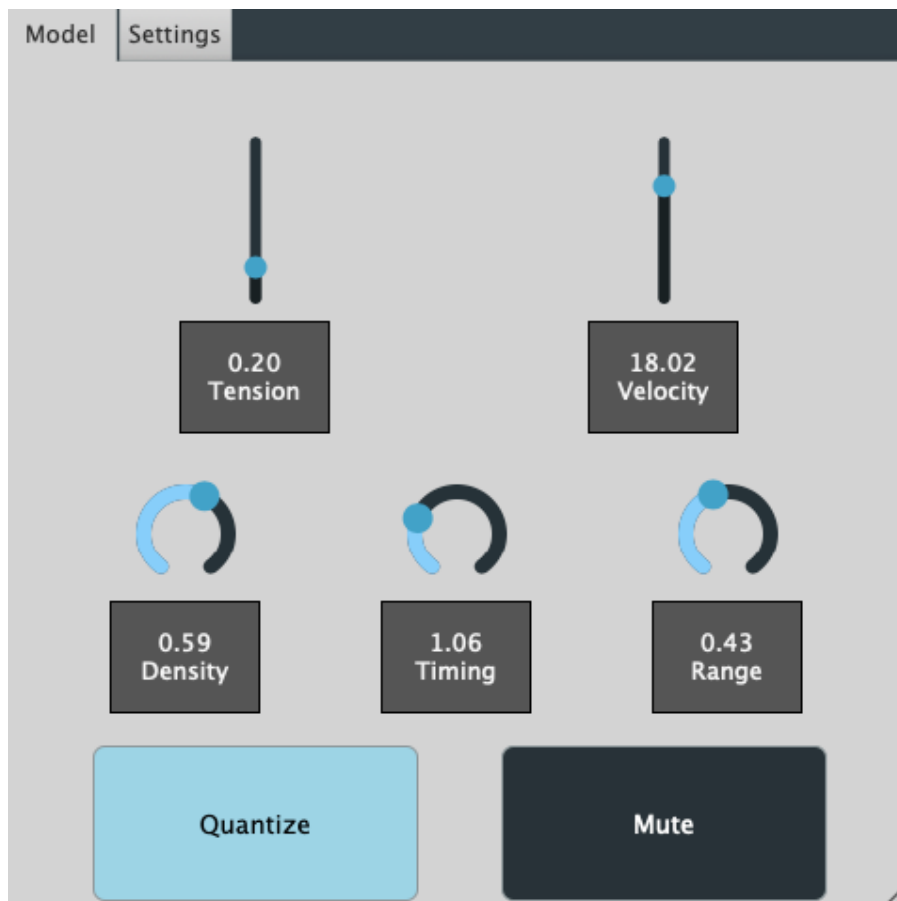 Model
Settings
0.20
Tension
18.02
Velocity
0.59
Density
1.06
Timing
0.43
Range
Quantize
Mute